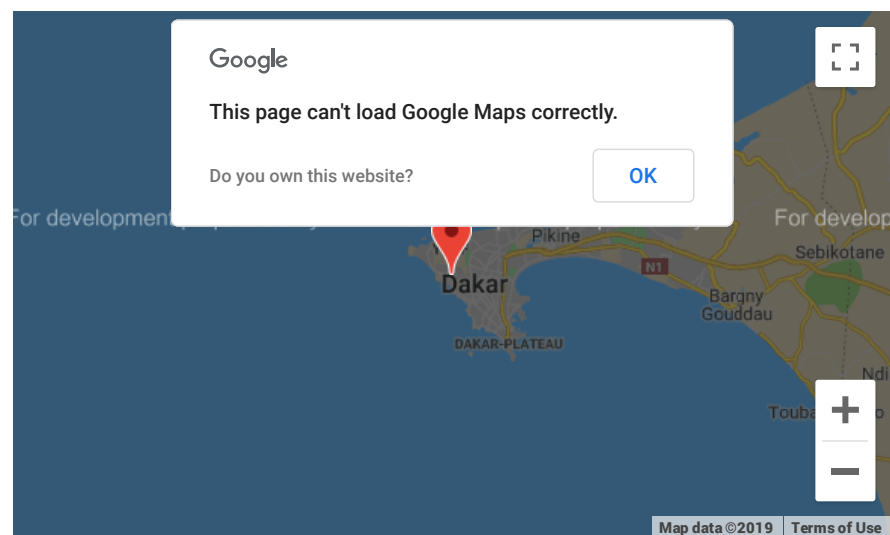 Google
This page can't load Google Maps correctly.
Do you own this website?
OK
For development
For develop
Pikine
Sebikotane
N1
Dakar
Bargny
Gouddau
DAKAR-PLATEAU
Ndi
Touba
Map data ©2019
Terms of Use